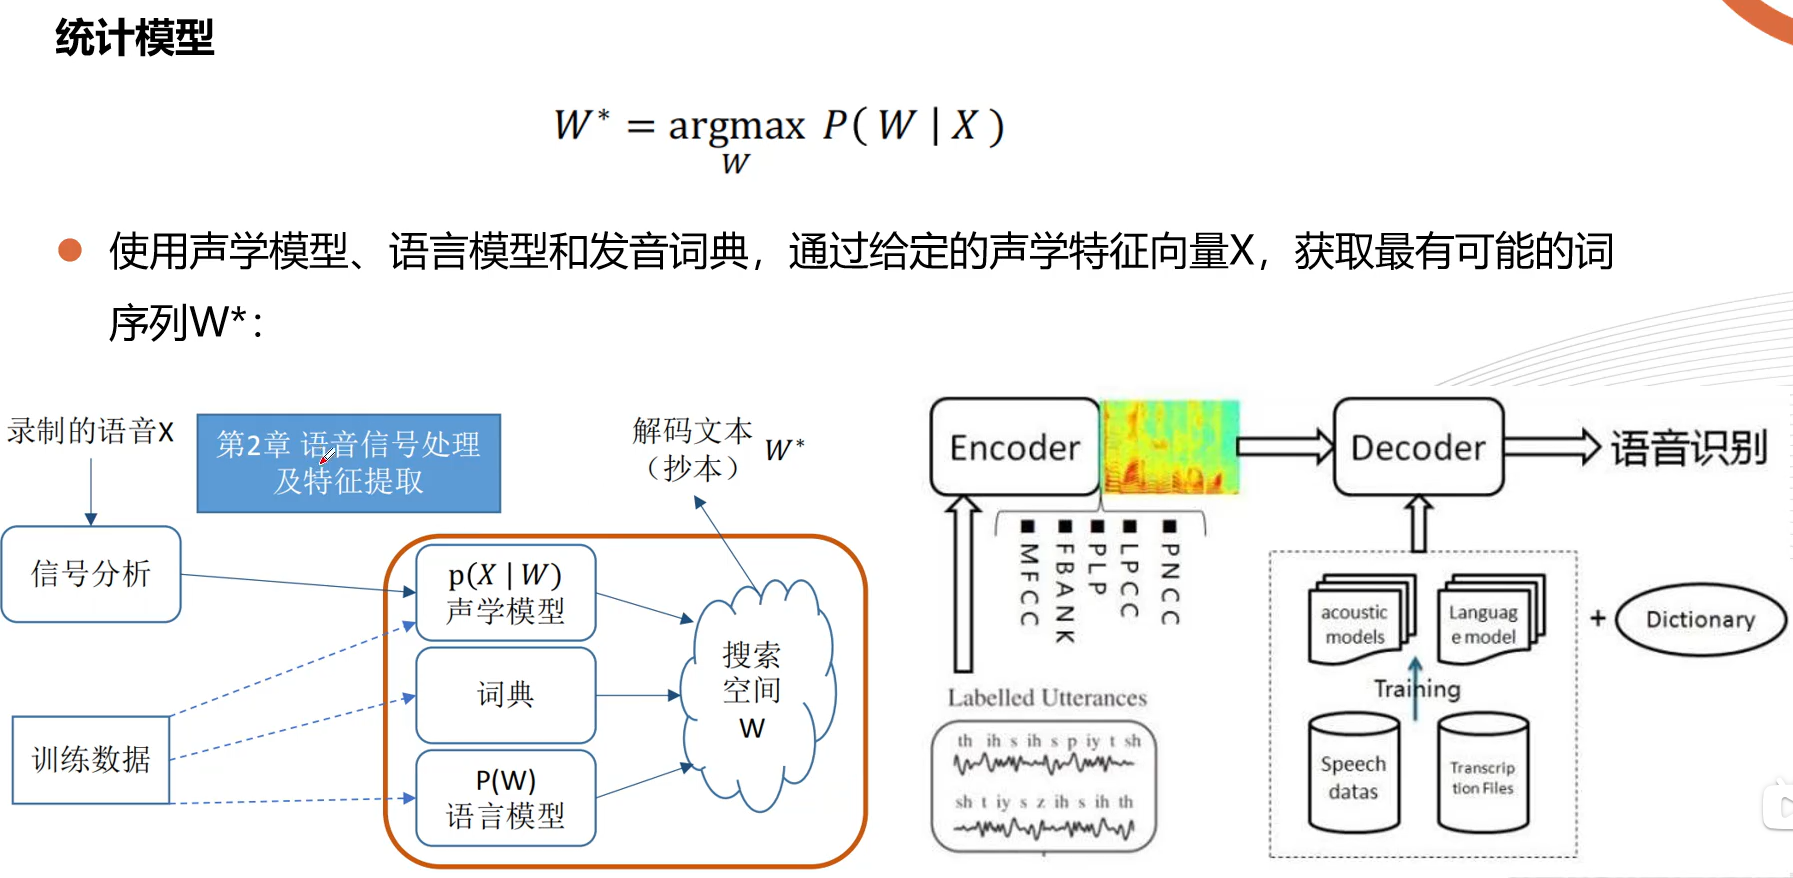 统计模型
W* = argmax P( W | X )
W
使用声学模型、语言模型和发音词典，通过给定的声学特征向量X，获取最有可能的词
序列W*：
录制的语音X
第2章 语音信号处理
及特征提取
解码文本
（抄本）
W*
信号分析
p(X | W)
声学模型
词典
P(W)
语言模型
训练数据
搜索
空间
W
Encoder
Decoder
语音识别
MFCC
FBANK
PLP
LPCC
PNCC
Labelled Utterances
th ih s ih s p iy t sh
sh t iy s z ih s ih th
acoustic
models
Languag
e model
+
Dictionary
Training
Speech
datas
Transcrip
tion Files